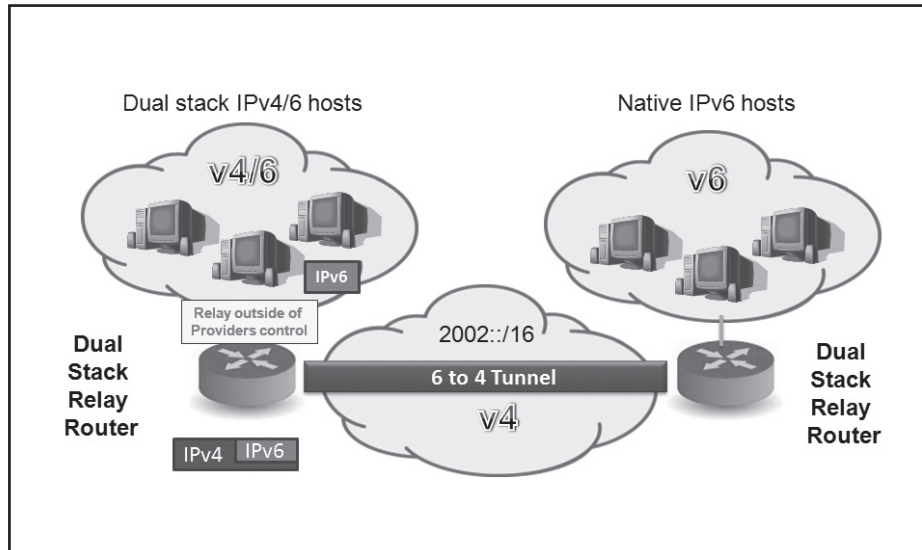 Dual stack IPv4/6 hosts
Native IPv6 hosts
v4/6
v6
IPv6
Relay outside of
Providers control
2002::/16
Dual
Stack
Relay
Router
6 to 4 Tunnel
v4
Dual
Stack
Relay
Router
IPv4
IPv6